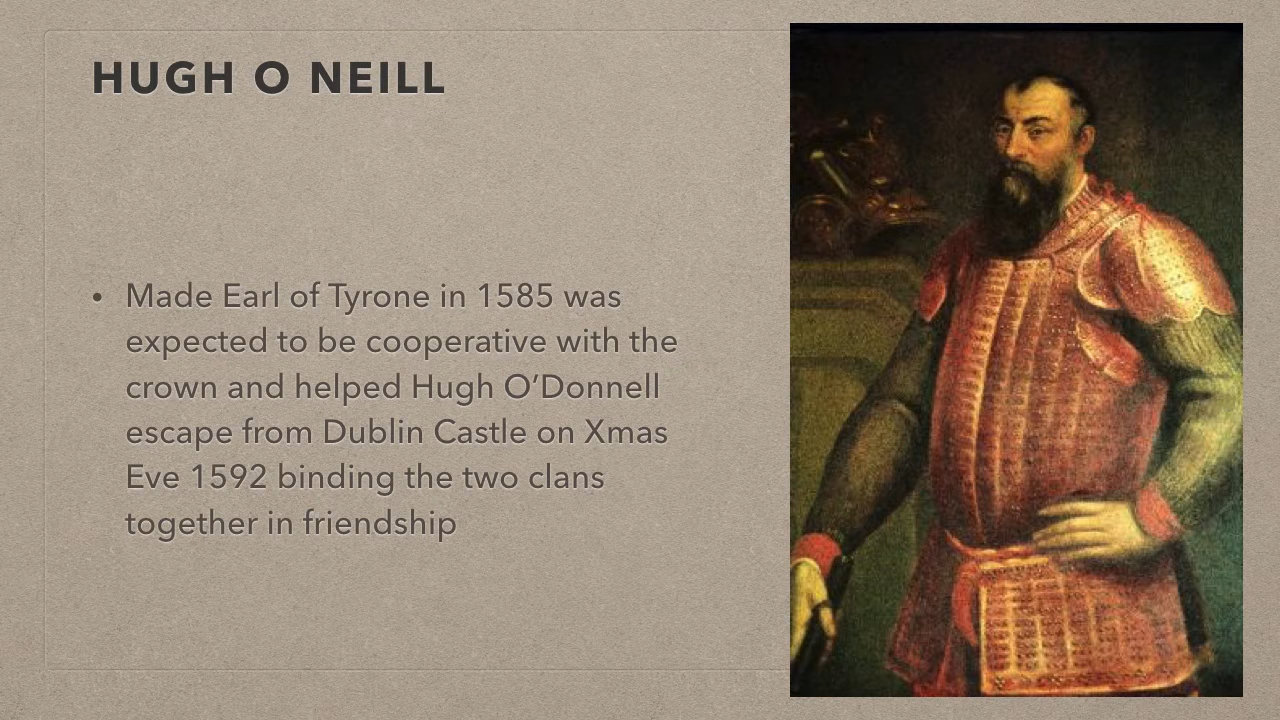 HUGH O NEILL
• Made Earl of Tyrone in 1585 was
expected to be cooperative with the
crown and helped Hugh O’Donnell
escape from Dublin Castle on Xmas
Eve 1592 binding the two clans
together in friendship